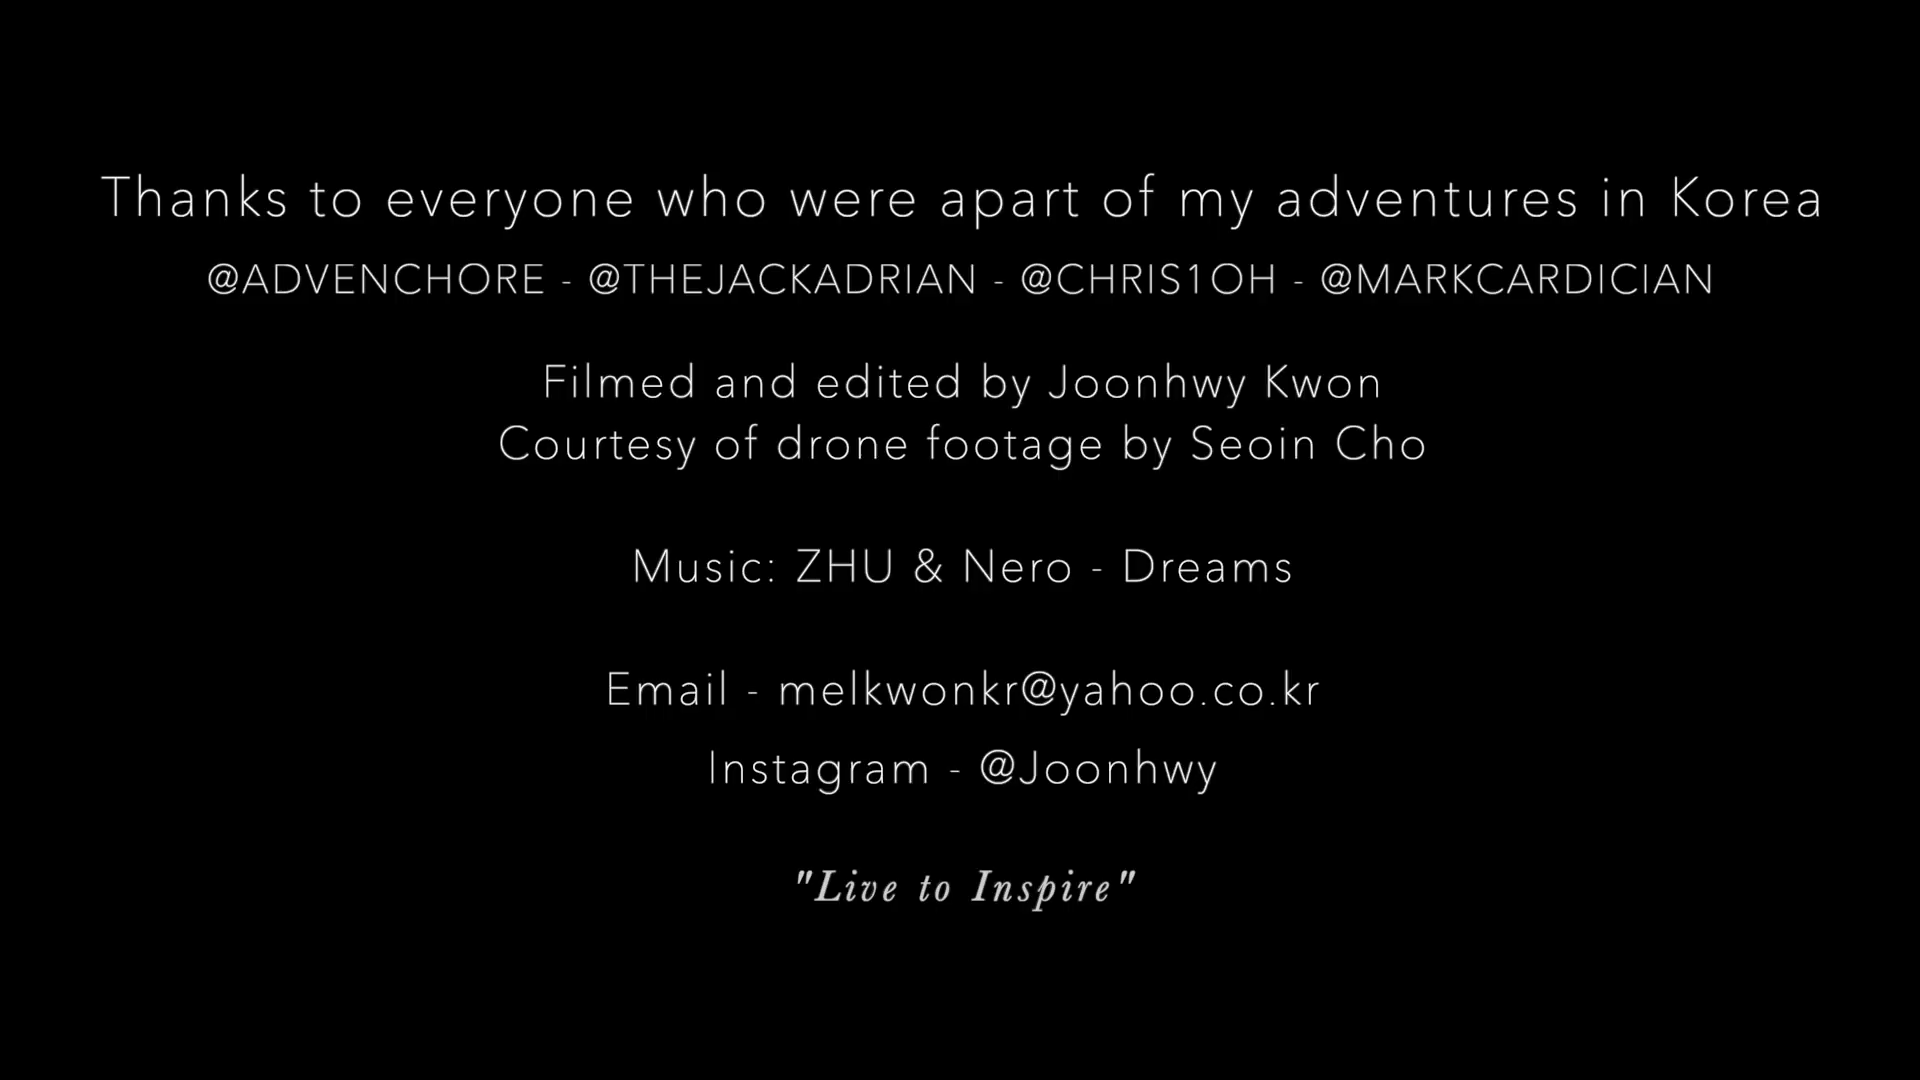 Thanks to everyone who were apart of my adventures in Korea
@ADVENCHORE - @THEJACKADRIAN - @CHRIS1OH - @MARKCARDICIAN
Filmed and edited by Joonhwy Kwon
Courtesy of drone footage by Seoin Cho
Music: ZHU & Nero - Dreams
Email - melkwonkr@yahoo.co.kr
Instagram - @Joonhwy
"Live to Inspire"